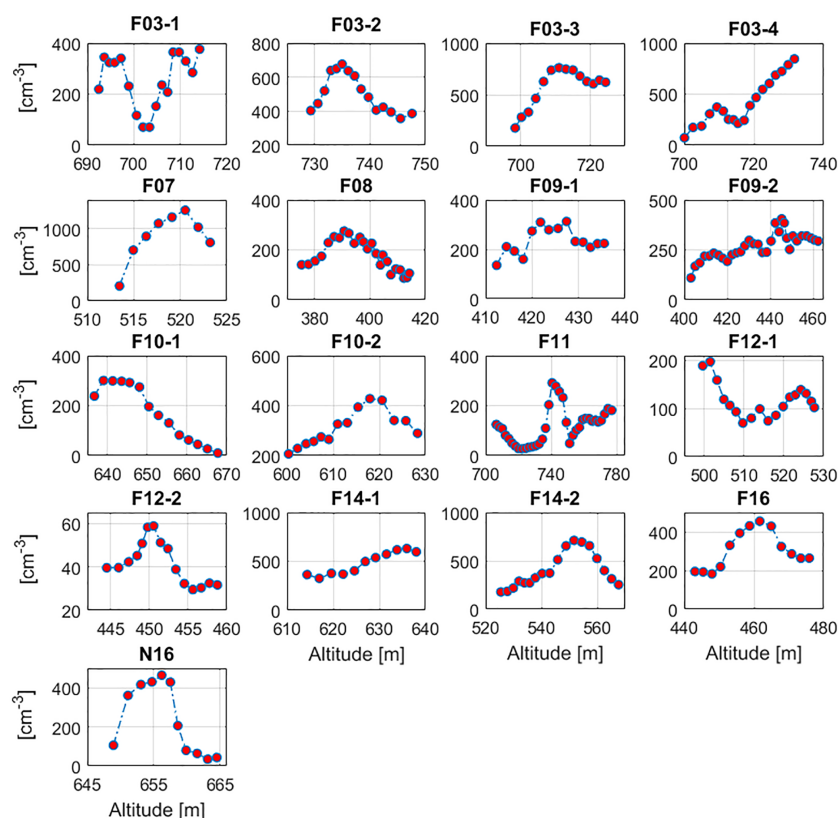 F03-1 F03-2 F03-3 F03-4
[cm-3]
400 200 0
690 700 710 720
800 600 400 200
730 740 750
1000 500 0
700 720
1000 500 0
700 720 740
F07 F08 F09-1 F09-2
[cm-3]
1000 500 0
510 515 520 525
400 200 0
380 400 420
400 200 0
410 420 430 440
500 250 0
400 420 440 460
F10-1 F10-2 F11 F12-1
[cm-3]
400 200 0
640 650 660 670
600 400 200
600 610 620 630
400 200 0
700 740 780
200 100 0
500 510 520 530
F12-2 F14-1 F14-2 F16
[cm-3]
60 40 20
445 450 455 460
1000 500 0
610 620 630 640
Altitude [m]
1000 500 0
520 540 560
Altitude [m]
400 200 0
440 460 480
Altitude [m]
N16
[cm-3]
400 200 0
645 655 665
Altitude [m]